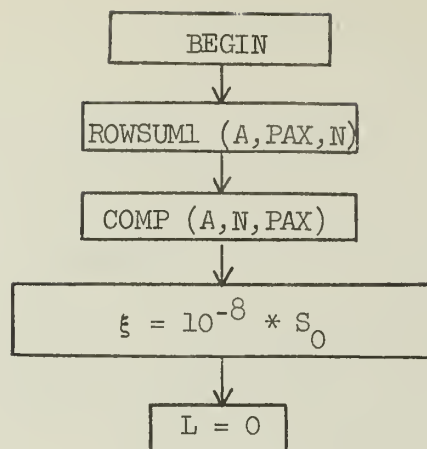 BEGIN
ROWSUM1 (A,PAX,N)
COMP (A,N,PAX)
ξ = 10⁻⁸ * S₀
L = 0